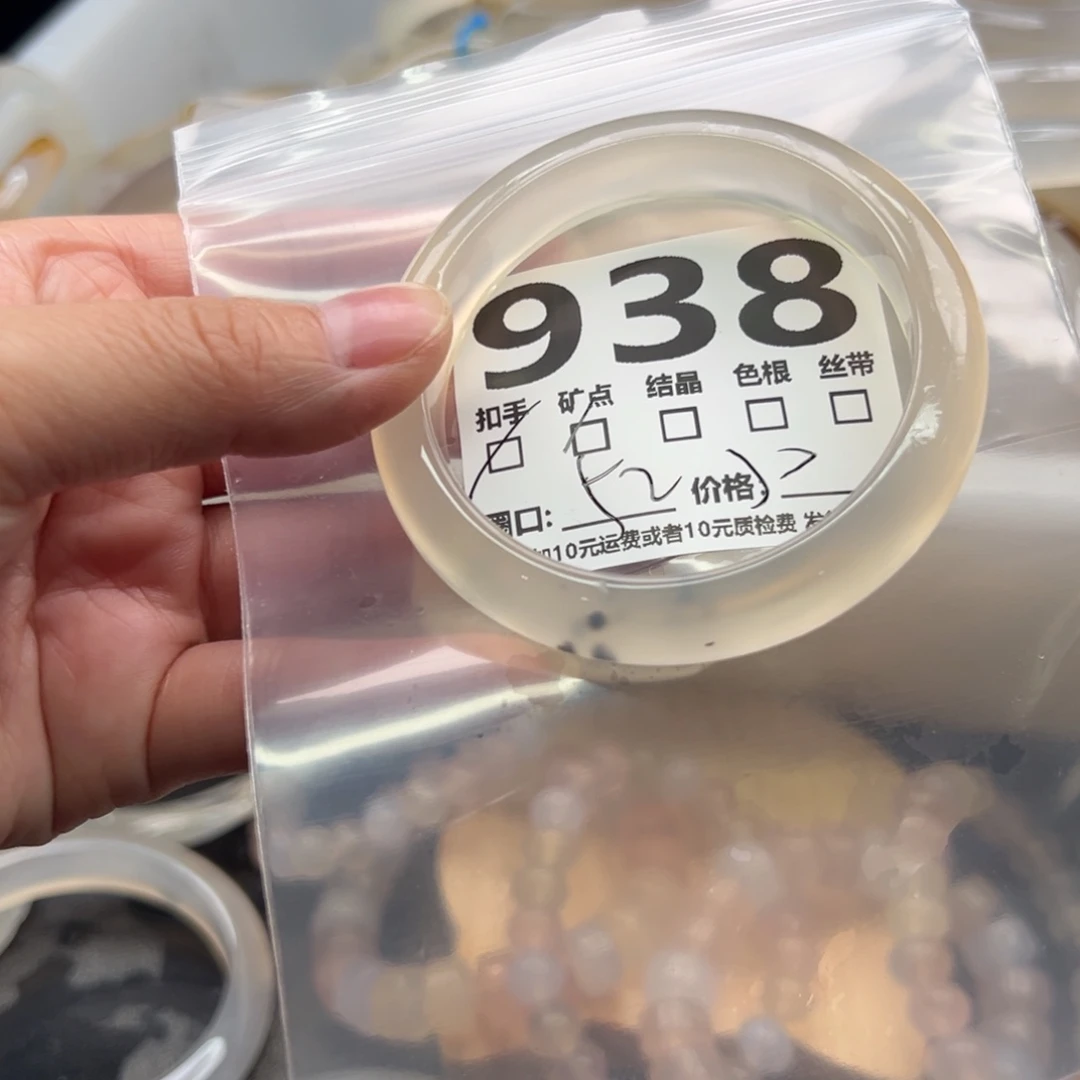 938
扣手 矿点 结晶 色根 丝带
圈口: 价格:
加10元运费或者10元质检费